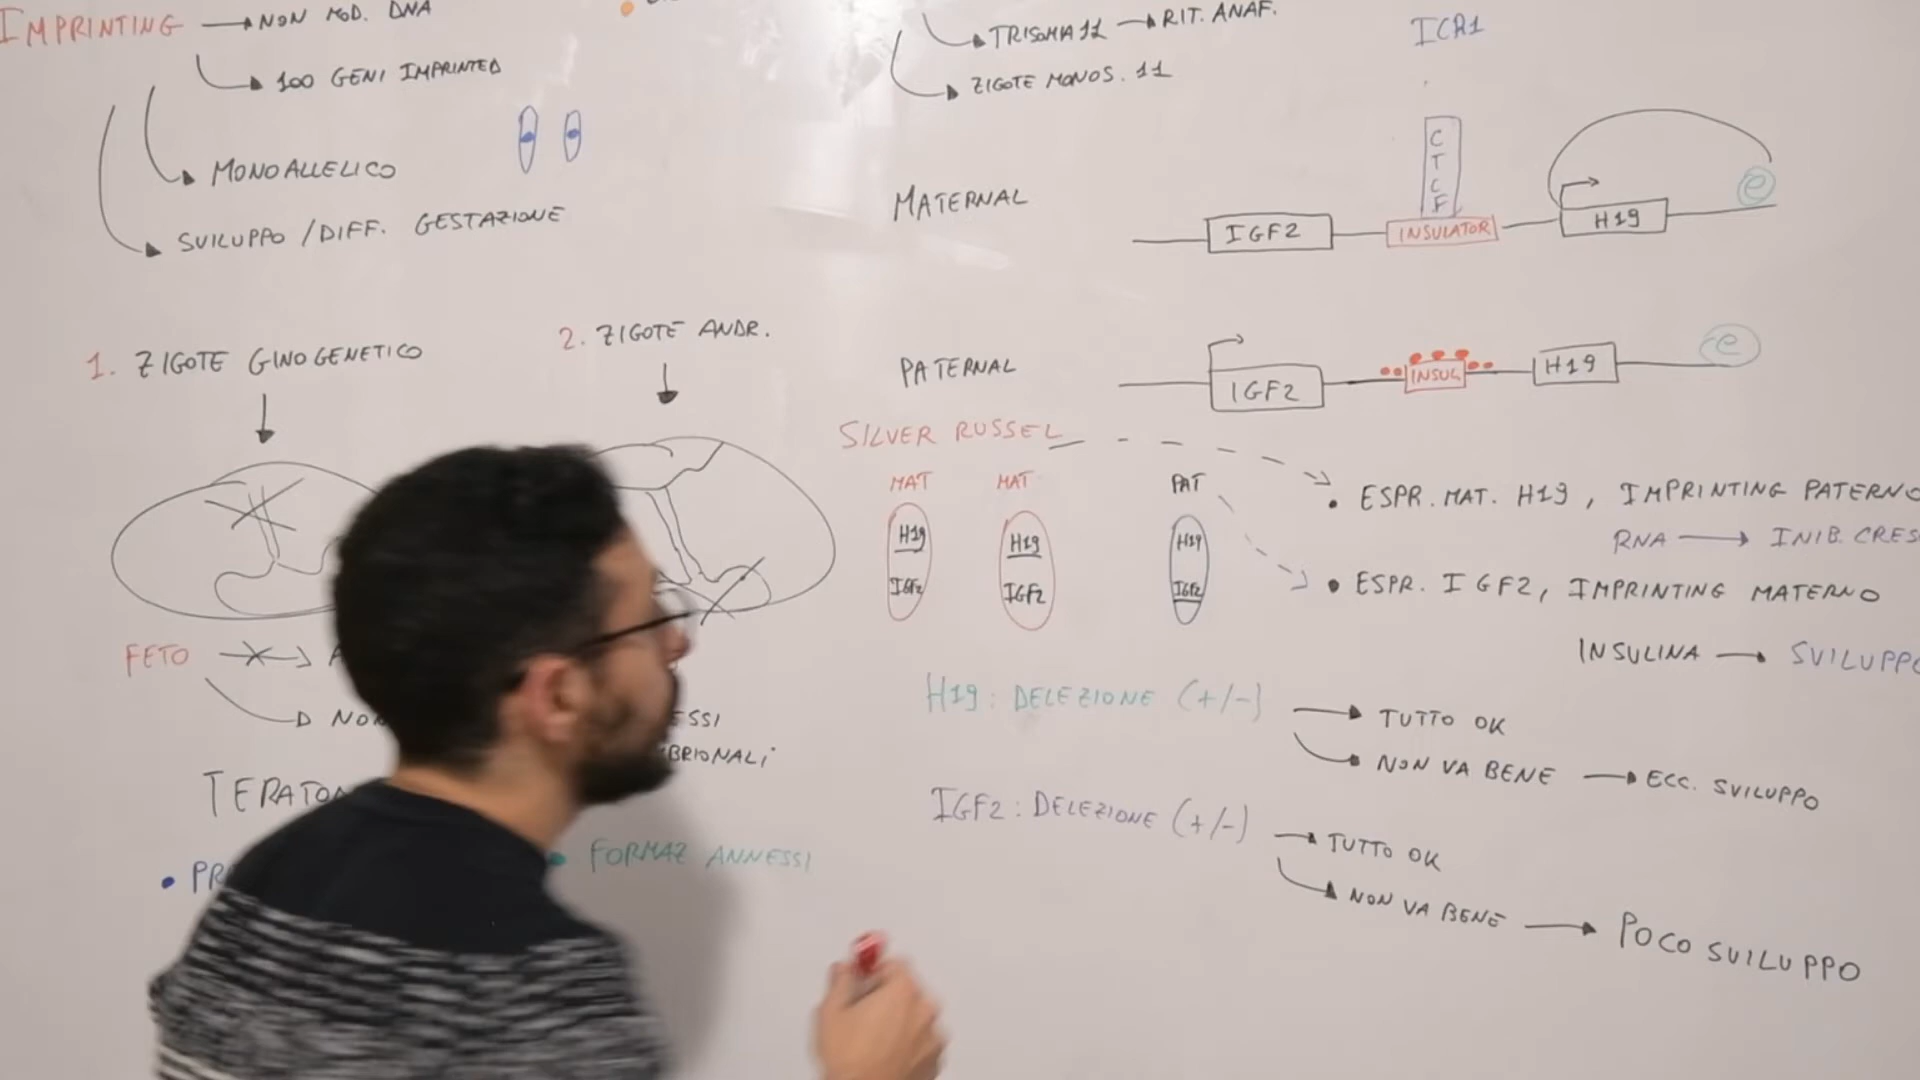 IMPRINTING → NON MOD. DNA
100 GENI IMPRINTED
MONOALLELICO
SVILUPPO / DIFF. GESTAZIONE
1. ZIGOTE GINOGENETICO
2. ZIGOTE ANDR.
FETO
TERATO
FORMAZ ANNESSI
TRISOMIA 11 → RIT. ANAF.
ZIGOTE MONOS. 11
ICR1
MATERNAL
CTCF
IGF2 INSULATOR H19 e
PATERNAL
IGF2 INSUL H19 e
SILVER RUSSEL
MAT MAT PAT
H19 H19 H19
IGF2 IGF2 IGF2
• ESPR. MAT. H19, IMPRINTING PATERNO
RNA → INIB. CRES
• ESPR. IGF2, IMPRINTING MATERNO
INSULINA → SVILUPPO
H19: DELEZIONE (+/-) → TUTTO OK
NON VA BENE → ECC. SVILUPPO
IGF2: DELEZIONE (+/-) → TUTTO OK
NON VA BENE → POCO SVILUPPO